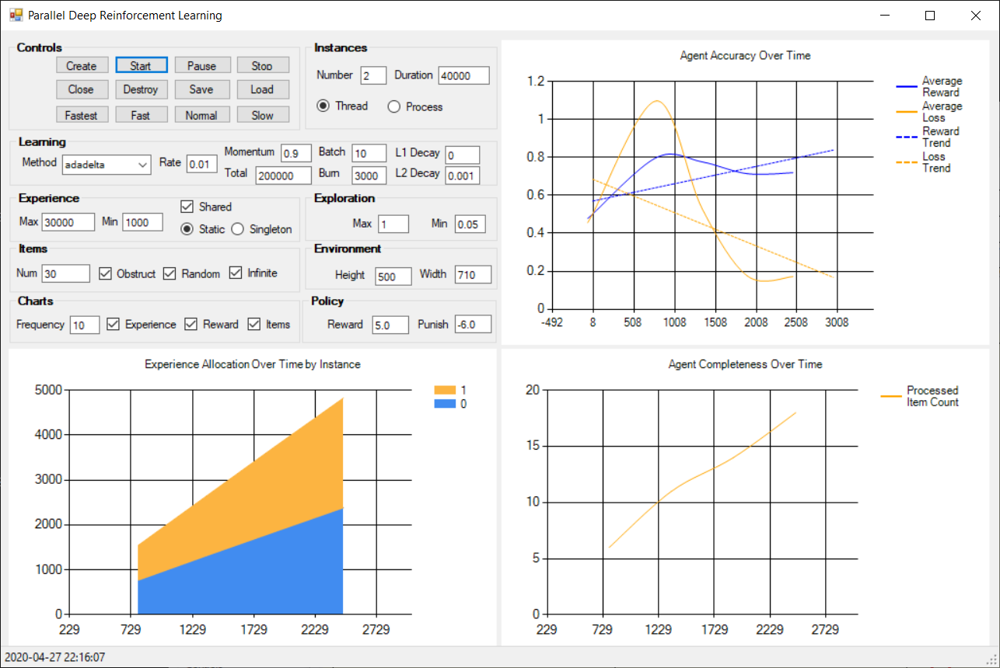 Parallel Deep Reinforcement Learning
Controls
Create Start Pause Stop
Close Destroy Save Load
Fastest Fast Normal Slow
Instances
Number 2 Duration 40000
Thread Process
Learning
Method adadelta Rate 0.01 Momentum 0.9 Batch 10 L1 Decay 0
Total 200000 Burn 3000 L2 Decay 0.001
Experience
Max 30000 Min 1000 Shared
Static Singleton
Exploration
Max 1 Min 0.05
Items
Num 30 Obstruct Random Infinite
Environment
Height 500 Width 710
Charts
Frequency 10 Experience Reward Items
Policy
Reward 5.0 Punish -6.0
Agent Accuracy Over Time
1.2
1
0.8
0.6
0.4
0.2
0
-492 8 508 1008 1508 2008 2508 3008
Average
Reward
Average
Loss
Reward
Trend
Loss
Trend
Experience Allocation Over Time by Instance
5000
4000
3000
2000
1000
0
229 729 1229 1729 2229 2729
1
0
Agent Completeness Over Time
20
15
10
5
0
229 729 1229 1729 2229 2729
Processed
Item Count
2020-04-27 22:16:07